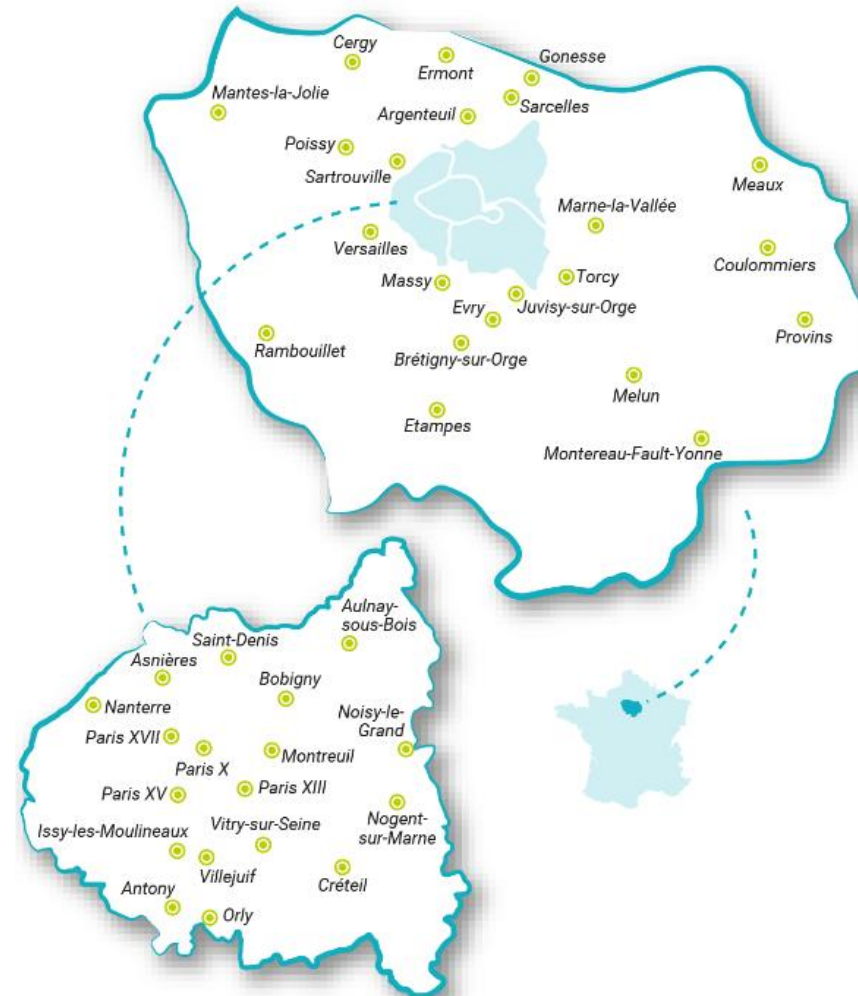 Cergy
Ermont
Gonesse
Mantes-la-Jolie
Sarcelles
Argenteuil
Poissy
Sartrouville
Meaux
Marne-la-Vallée
Versailles
Coulommiers
Massy
Torcy
Evry
Juvisy-sur-Orge
Provins
Rambouillet
Brétigny-sur-Orge
Melun
Etampes
Montereau-Fault-Yonne
Aulnay-
sous-Bois
Saint-Denis
Asnières
Bobigny
Nanterre
Noisy-le-
Grand
Paris XVII
Paris X
Montreuil
Paris XV
Paris XIII
Nogent-
sur-Marne
Issy-les-Moulineaux
Vitry-sur-Seine
Villejuif
Créteil
Antony
Orly